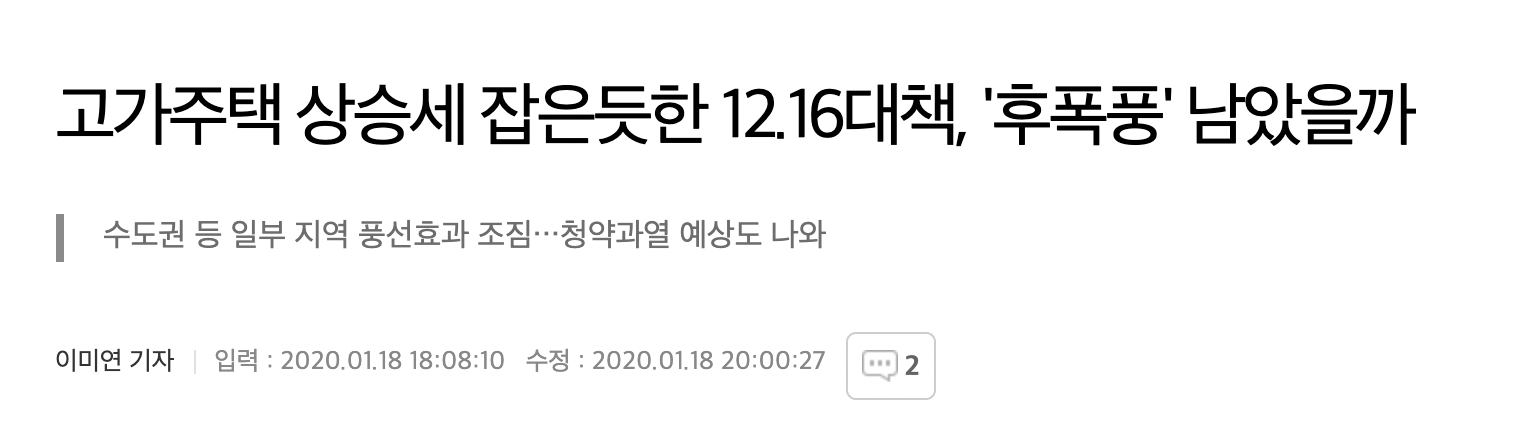 고가주택 상승세 잡은듯한 12.16대책, '후폭풍' 남았을까
수도권 등 일부 지역 풍선효과 조짐…청약과열 예상도 나와
이미연 기자 | 입력 : 2020.01.18 18:08:10 수정 : 2020.01.18 20:00:27 2